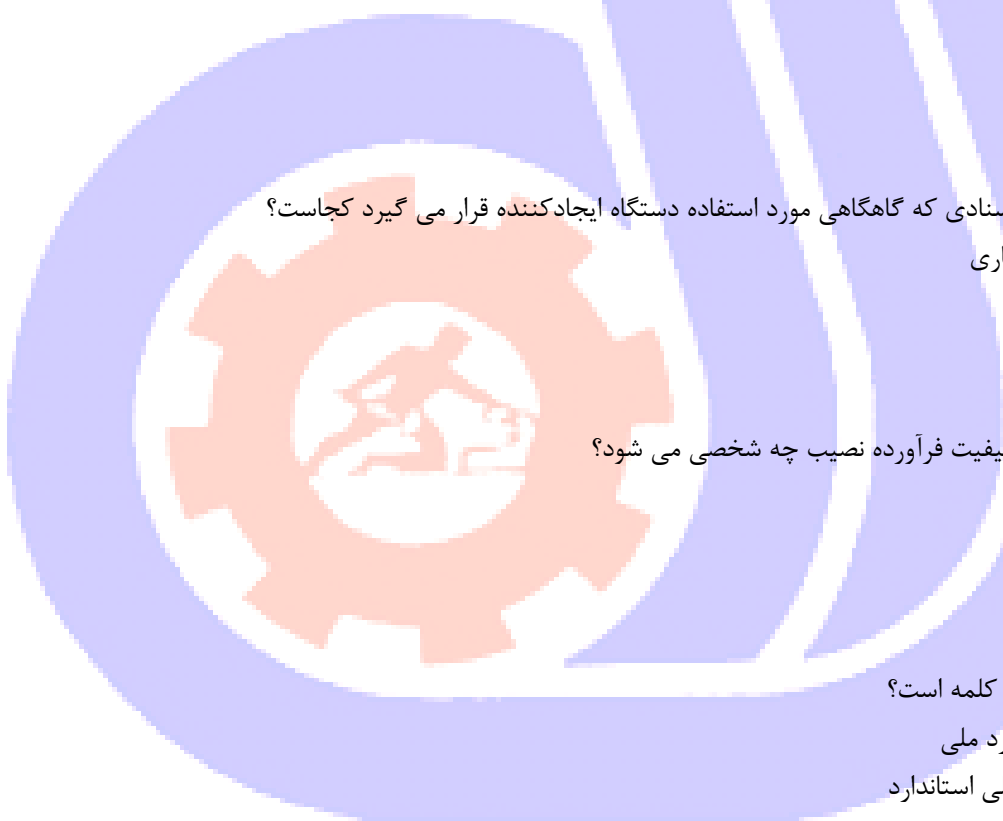 سنادی که گاهگاهی مورد استفاده دستگاه ایجادکننده قرار می گیرد کجاست؟
اری
یفیت فرآورده نصیب چه شخصی می شود؟
کلمه است؟
رد ملی
ی استاندارد